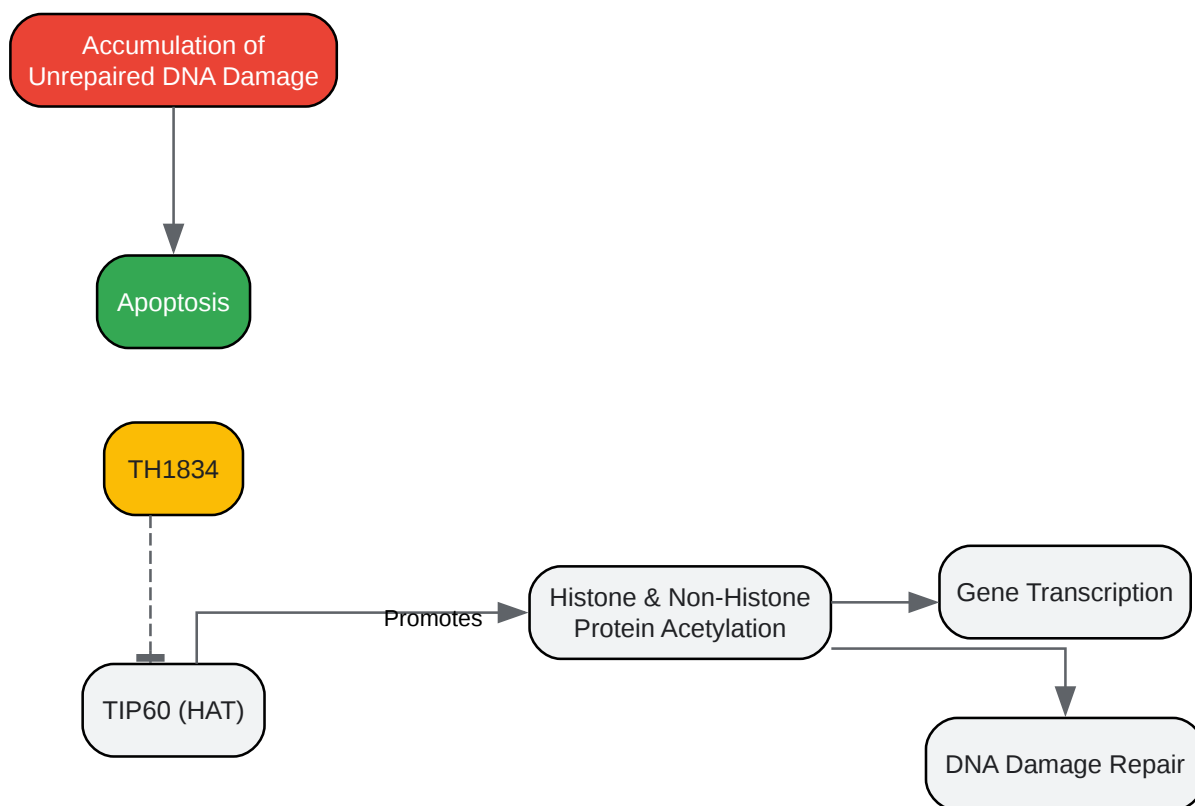 Accumulation of
Unrepaired DNA Damage
Apoptosis
TH1834
TIP60 (HAT)
Promotes
Histone & Non-Histone
Protein Acetylation
Gene Transcription
DNA Damage Repair